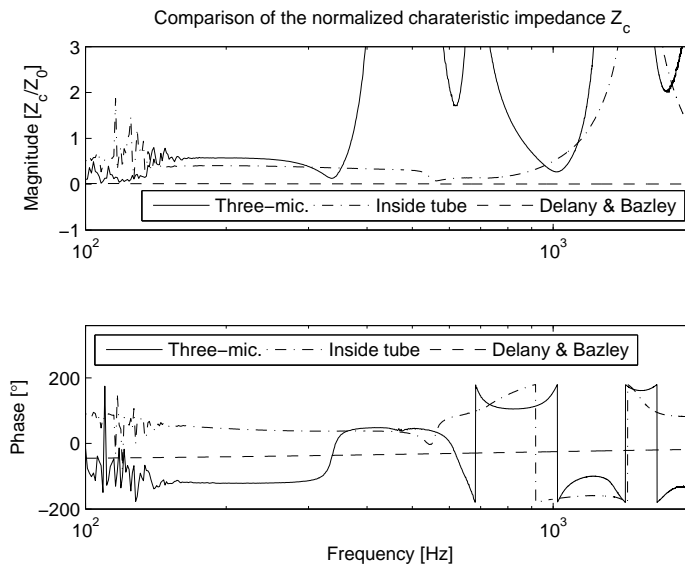 Comparison of the normalized charateristic impedance Z_c
Magnitude [Z_c/Z_0]
3
2
1
0
−1
10^2
10^3
Three−mic.
Inside tube
Delany & Bazley
Phase [°]
200
0
−200
10^2
10^3
Three−mic.
Inside tube
Delany & Bazley
Frequency [Hz]